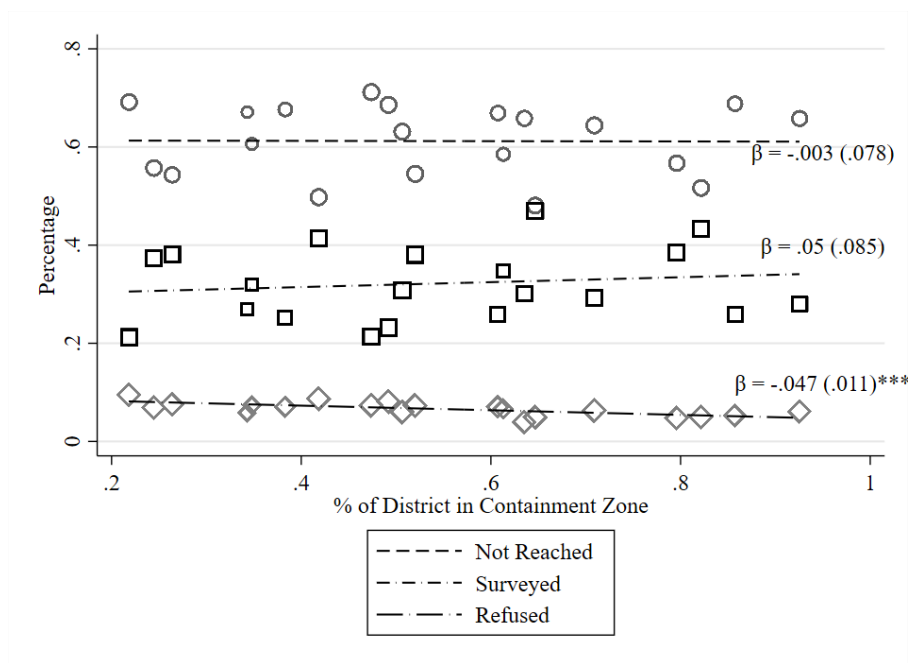 .8
.6
.4
.2
0
Percentage
β = -.003 (.078)
β = .05 (.085)
β = -.047 (.011)***
.2 .4 .6 .8 1
% of District in Containment Zone
Not Reached
Surveyed
Refused